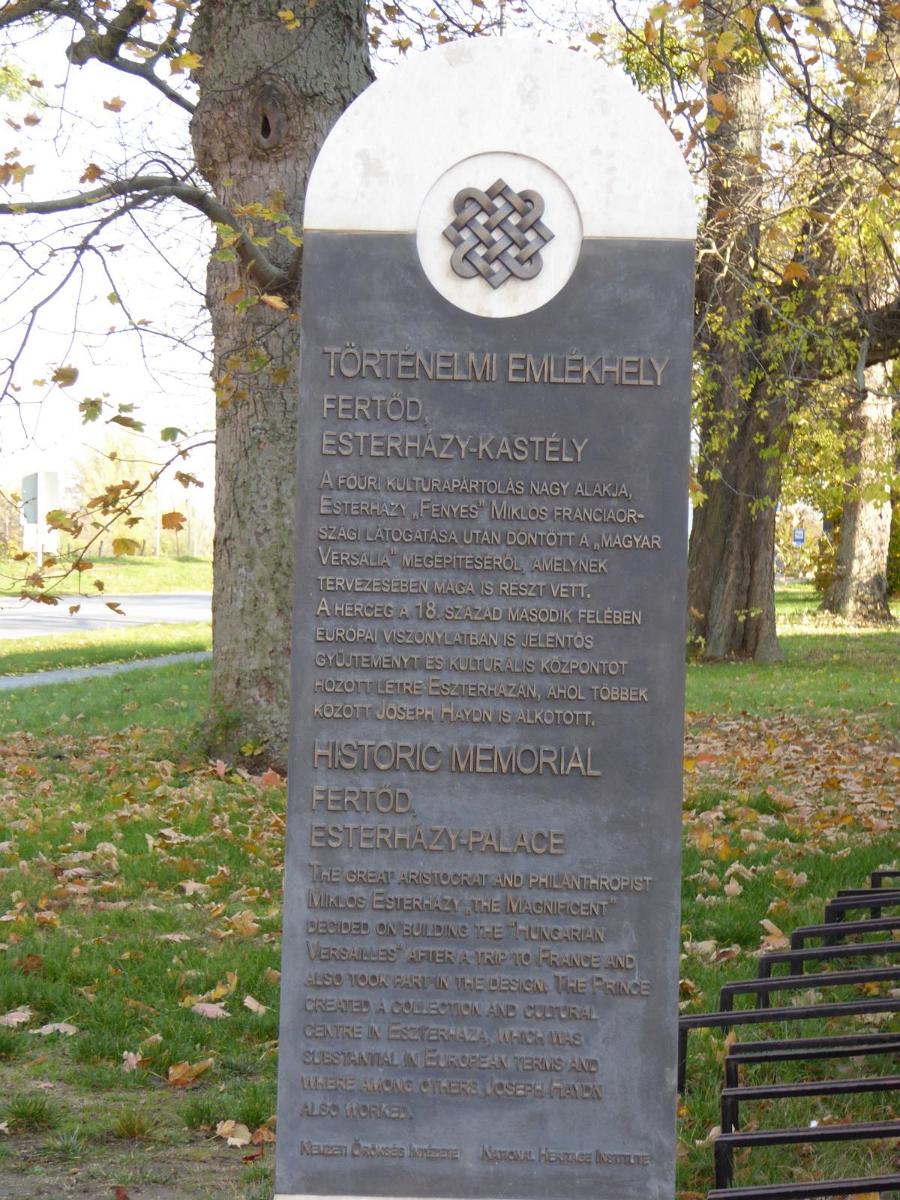 TÖRTÉNELMI EMLÉKHELY
FERTŐD,
ESTERHÁZY-KASTÉLY
A FŐÚRI KULTÚRAPÁRTOLÁS NAGY ALAKJA,
ESTERHÁZY „FÉNYES” MIKLÓS FRANCIAOR-
SZÁGI LÁTOGATÁSA UTÁN DÖNTÖTT A „MAGYAR
VERSALIA” MEGÉPÍTÉSÉRŐL, AMELYNEK
TERVEZÉSÉBEN MAGA IS RÉSZT VETT.
A HERCEG A 18. SZÁZAD MÁSODIK FELÉBEN
EURÓPAI VISZONYLATBAN IS JELENTŐS
GYŰJTEMÉNYT ÉS KULTURÁLIS KÖZPONTOT
HOZOTT LÉTRE ESZTERHÁZÁN, AHOL TÖBBEK
KÖZÖTT JOSEPH HAYDN IS ALKOTOTT.
HISTORIC MEMORIAL
FERTŐD,
ESTERHÁZY-PALACE
THE GREAT ARISTOCRAT AND PHILANTHROPIST
MIKLÓS ESTERHÁZY „THE MAGNIFICENT”
DECIDED ON BUILDING THE "HUNGARIAN
VERSAILLES” AFTER A TRIP TO FRANCE AND
ALSO TOOK PART IN THE DESIGN. THE PRINCE
CREATED A COLLECTION AND CULTURAL
CENTRE IN ESZTERHÁZA, WHICH WAS
SUBSTANTIAL IN EUROPEAN TERMS AND
WHERE AMONG OTHERS JOSEPH HAYDN
ALSO WORKED.
NEMZETI ÖRÖKSÉG INTÉZETE NATIONAL HERITAGE INSTITUTE